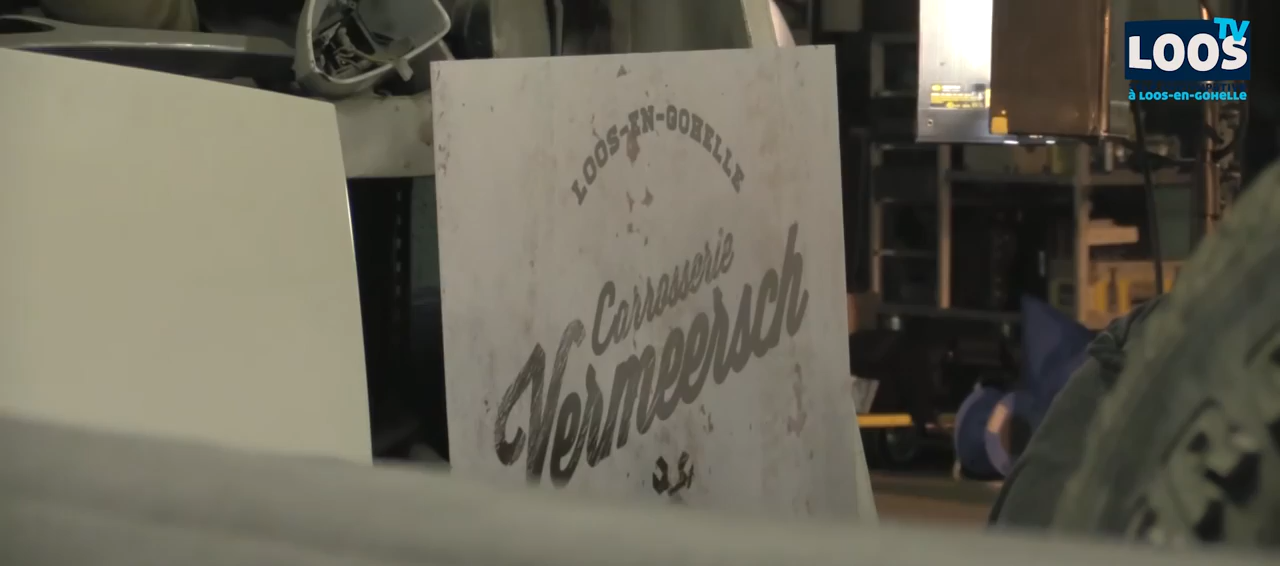 LOOS TV
à LOOS-EN-GOHELLE
LOOS-EN-GOHELLE
Carrosserie
Vermeersch